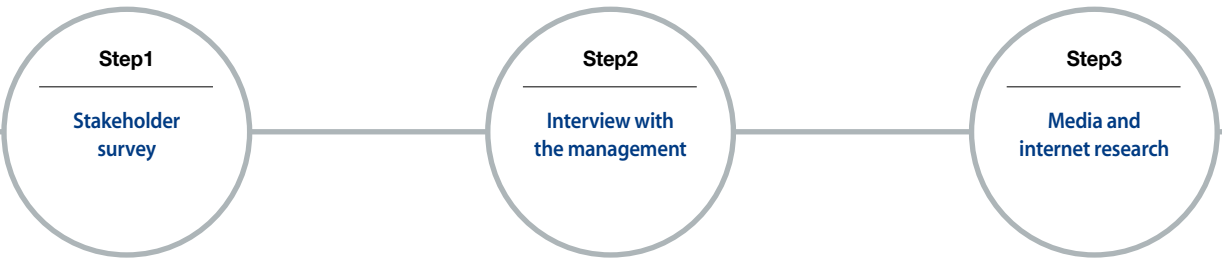 Step1
Stakeholder
survey
Step2
Interview with
the management
Step3
Media and
internet research